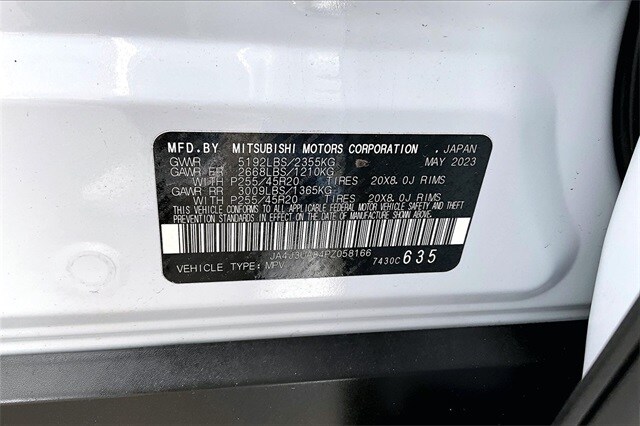 MFD.BY MITSUBISHI MOTORS CORPORATION . JAPAN
GVWR 5192LBS/2355KG MAY 2023
GAWR FR 2668LBS/1210KG
WITH P255/45R20 TIRES 20X8.0J RIMS
GAWR RR 3009LBS/1365KG
WITH P255/45R20 TIRES 20X8.0J RIMS
THIS VEHICLE CONFORMS TO ALL APPLICABLE FEDERAL MOTOR VEHICLE SAFETY AND THEFT PREVENTION
STANDARDS IN EFFECT ON THE DATE OF MANUFACTURE SHOWN ABOVE.
VEHICLE TYPE: MPV 7430C 635